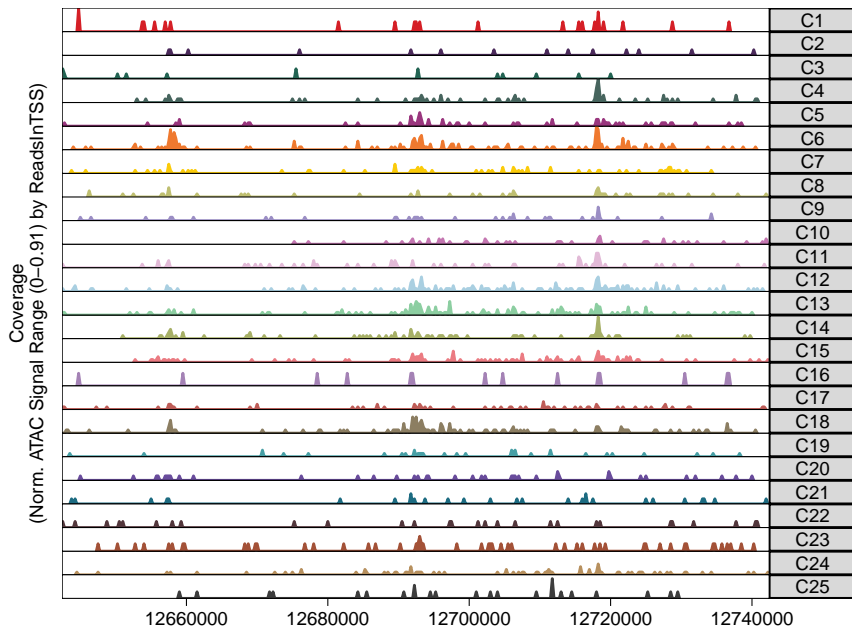 Coverage
(Norm. ATAC Signal Range (0–0.91) by ReadsInTSS)
C1
C2
C3
C4
C5
C6
C7
C8
C9
C10
C11
C12
C13
C14
C15
C16
C17
C18
C19
C20
C21
C22
C23
C24
C25
12660000 12680000 12700000 12720000 12740000